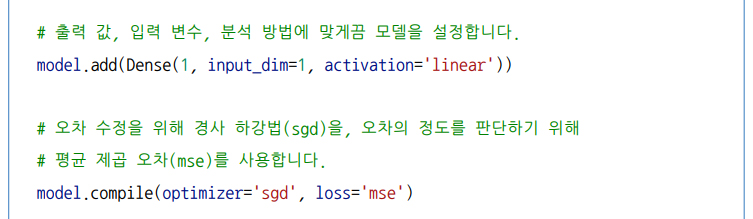 # 출력 값, 입력 변수, 분석 방법에 맞게끔 모델을 설정합니다.
model.add(Dense(1, input_dim=1, activation='linear'))
# 오차 수정을 위해 경사 하강법(sgd)을, 오차의 정도를 판단하기 위해
# 평균 제곱 오차(mse)를 사용합니다.
model.compile(optimizer='sgd', loss='mse')